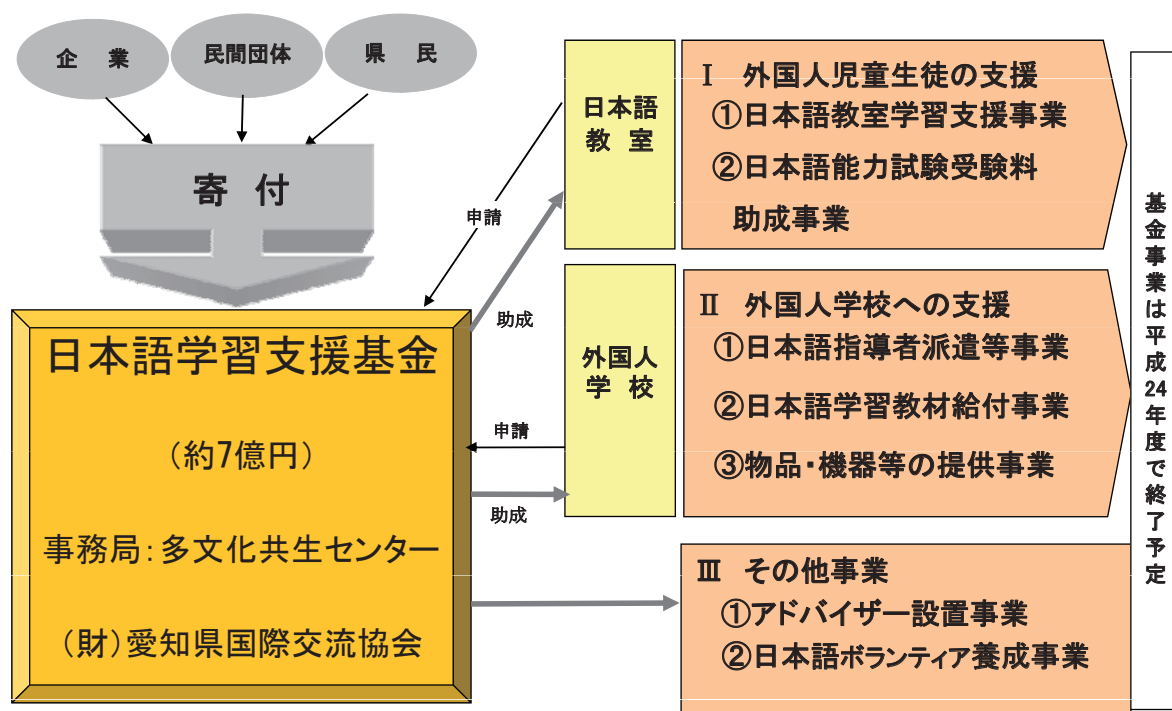 企　業
民間団体
県　民
寄　付
日本語学習支援基金
（約7億円）
事務局：多文化共生センター
（財）愛知県国際交流協会
申請
助成
申請
助成
日本語
教　室
外国人
学　校
Ⅰ　外国人児童生徒の支援
①日本語教室学習支援事業
②日本語能力試験受験料
助成事業
Ⅱ　外国人学校への支援
①日本語指導者派遣等事業
②日本語学習教材給付事業
③物品・機器等の提供事業
Ⅲ　その他事業
①アドバイザー設置事業
②日本語ボランティア養成事業
基金事業は平成24年度で終了予定